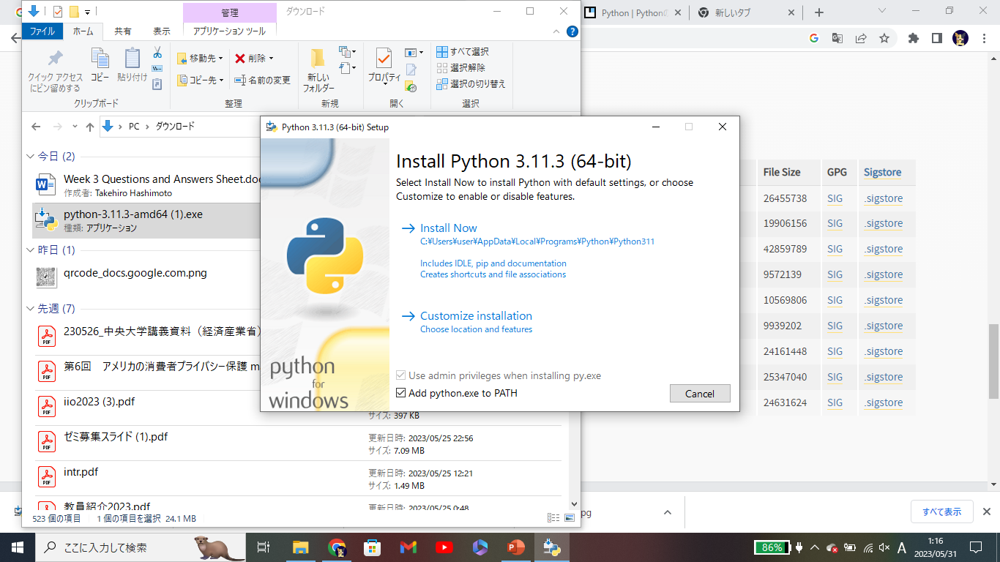 管理
ダウンロード
Python | Pythonの
新しいタブ
ファイル
ホーム
共有
表示
アプリケーション ツール
クイック アクセス
にピン留めする
コピー
貼り付け
移動先
コピー先
削除
名前の変更
新しい
フォルダー
プロパティ
すべて選択
選択解除
選択の切り替え
クリップボード
整理
新規
開く
選択
PC
ダウンロード
今日 (2)
Week 3 Questions and Answers Sheet.doc
作成者: Takehiro Hashimoto
python-3.11.3-amd64 (1).exe
種類: アプリケーション
昨日 (1)
qrcode_docs.google.com.png
先週 (7)
230526_中央大学講義資料（経済産業省）
第6回　アメリカの消費者プライバシー保護 m
iio2023 (3).pdf
サイズ: 397 KB
ゼミ募集スライド (1).pdf
更新日時: 2023/05/25 22:56
サイズ: 7.09 MB
intr.pdf
更新日時: 2023/05/25 12:21
サイズ: 1.49 MB
教員紹介2023.pdf
更新日時: 2023/05/25 0:48
523 個の項目
1 個の項目を選択 24.1 MB
Python 3.11.3 (64-bit) Setup
Install Python 3.11.3 (64-bit)
Select Install Now to install Python with default settings, or choose
Customize to enable or disable features.
Install Now
C:¥Users¥user¥AppData¥Local¥Programs¥Python¥Python311
Includes IDLE, pip and documentation
Creates shortcuts and file associations
Customize installation
Choose location and features
Use admin privileges when installing py.exe
Add python.exe to PATH
Cancel
python
for
windows
File Size GPG Sigstore
26455738 SIG .sigstore
19906156 SIG .sigstore
42859789 SIG .sigstore
9572139 SIG .sigstore
10569806 SIG .sigstore
9939202 SIG .sigstore
24161448 SIG .sigstore
25347040 SIG .sigstore
24631624 SIG .sigstore
pg
すべて表示
ここに入力して検索
86%
A
1:16
2023/05/31